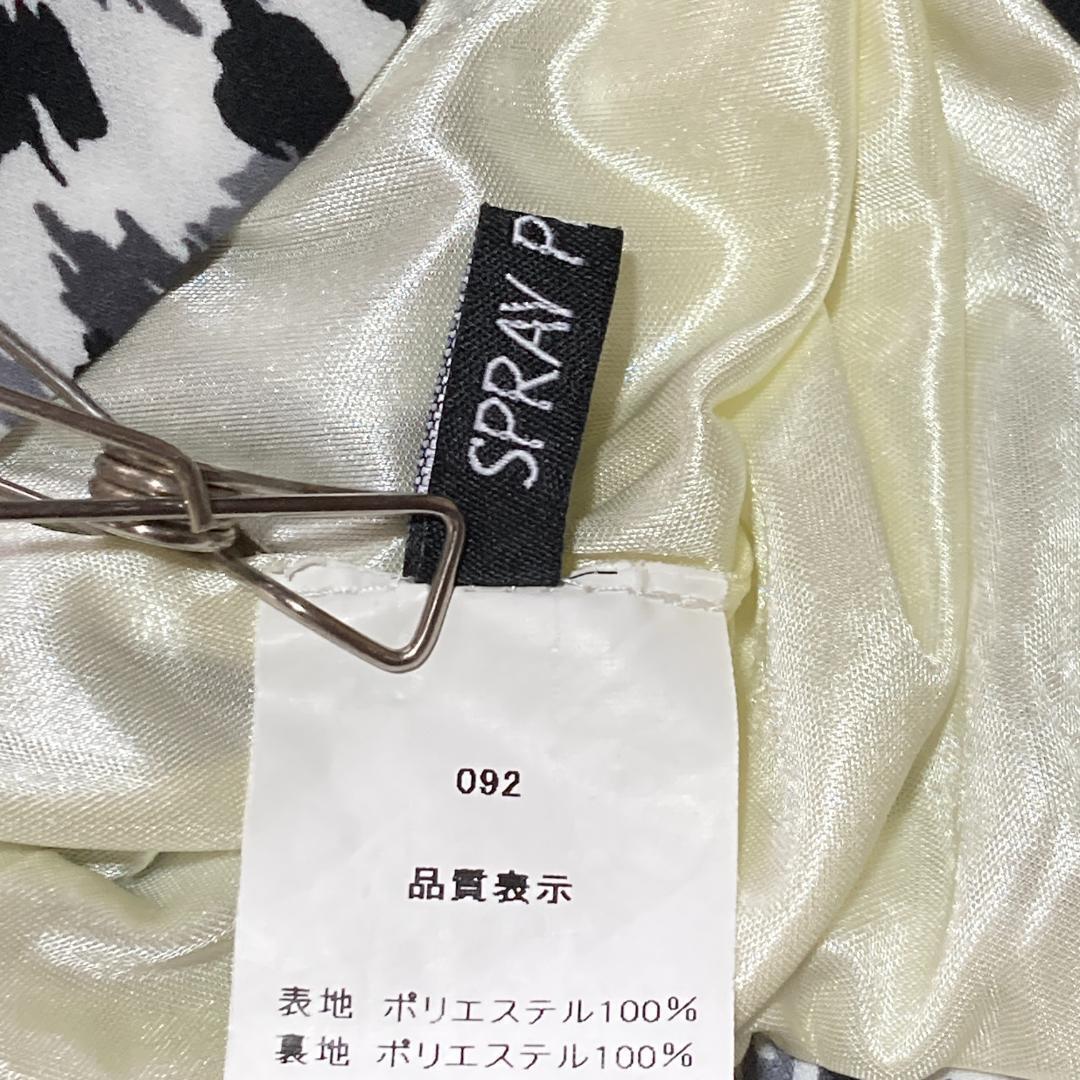 SPRAY P
092
品質表示
表地 ポリエステル100%
裏地 ポリエステル100%